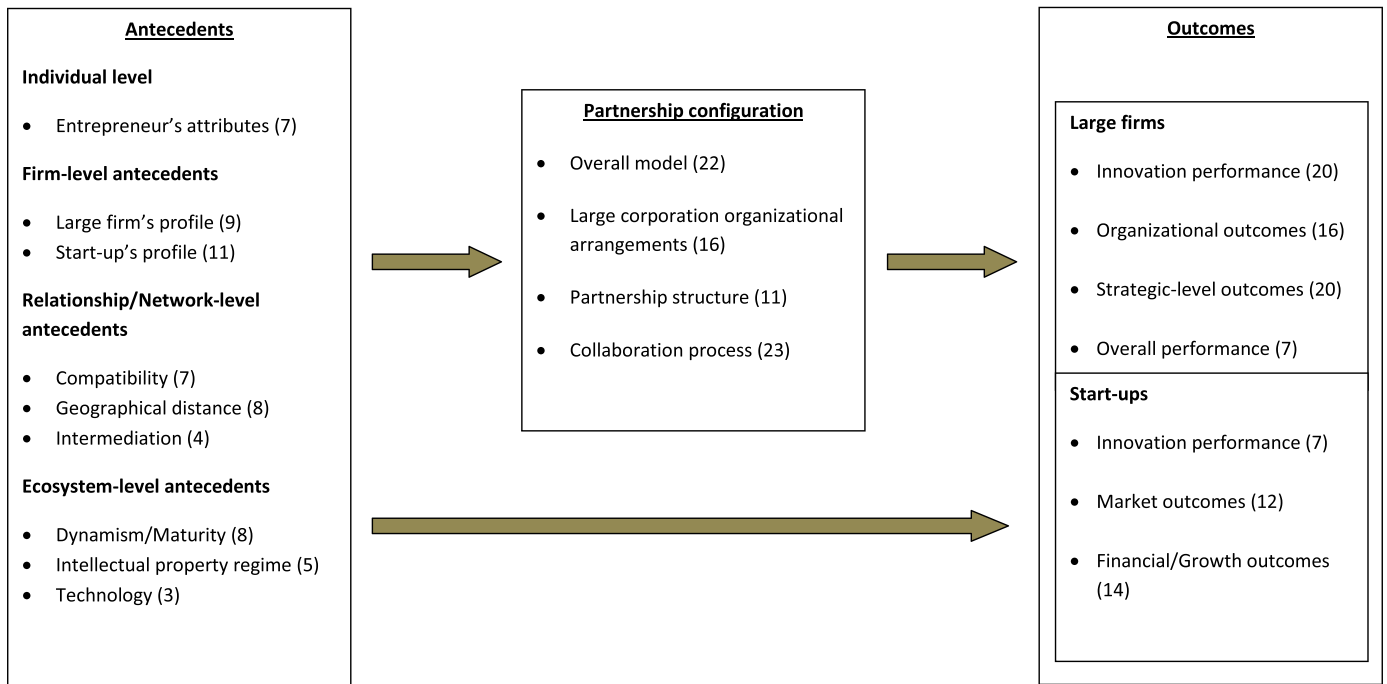 Antecedents
Individual level
• Entrepreneur’s attributes (7)
Firm-level antecedents
• Large firm’s profile (9)
• Start-up’s profile (11)
Relationship/Network-level
antecedents
• Compatibility (7)
• Geographical distance (8)
• Intermediation (4)
Ecosystem-level antecedents
• Dynamism/Maturity (8)
• Intellectual property regime (5)
• Technology (3)
Partnership configuration
• Overall model (22)
• Large corporation organizational
arrangements (16)
• Partnership structure (11)
• Collaboration process (23)
Outcomes
Large firms
• Innovation performance (20)
• Organizational outcomes (16)
• Strategic-level outcomes (20)
• Overall performance (7)
Start-ups
• Innovation performance (7)
• Market outcomes (12)
• Financial/Growth outcomes
(14)